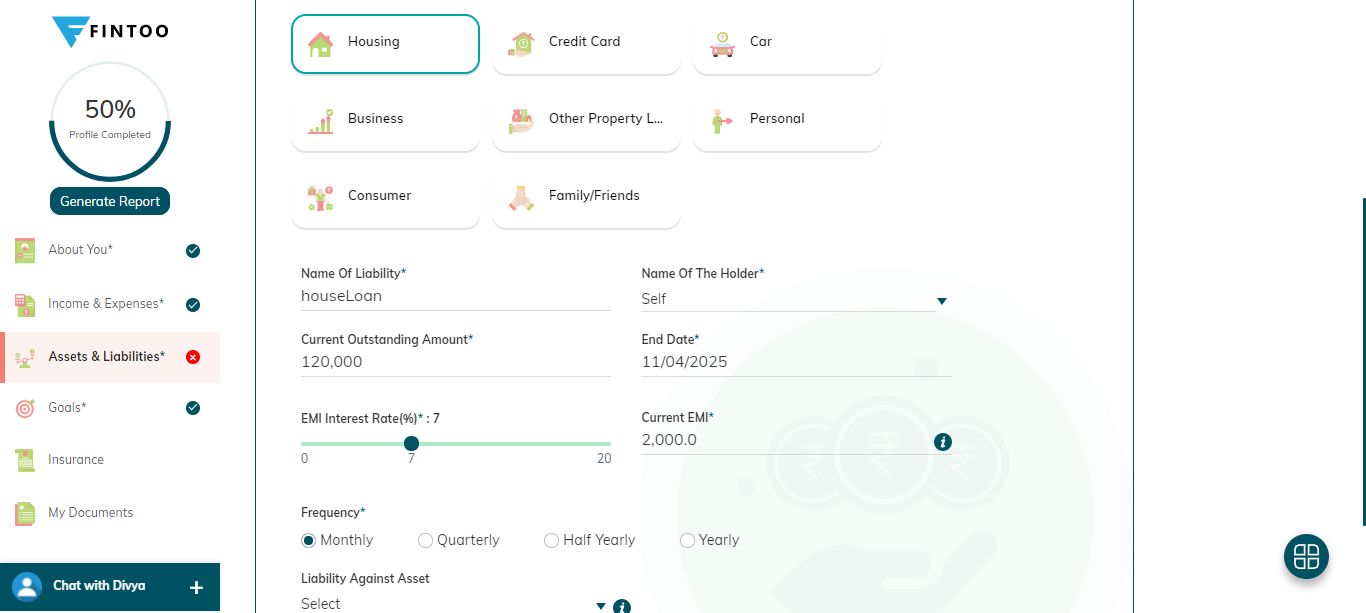 FINTOO
50%
Profile Completed
Generate Report
About You*
Income & Expenses*
Assets & Liabilities*
Goals*
Insurance
My Documents
Chat with Divya +
Housing
Credit Card
Car
Business
Other Property L...
Personal
Consumer
Family/Friends
Name Of Liability*
houseLoan
Name Of The Holder*
Self
Current Outstanding Amount*
120,000
End Date*
11/04/2025
EMI Interest Rate(%)* : 7
0 7 20
Current EMI*
2,000.0
Frequency*
Monthly Quarterly Half Yearly Yearly
Liability Against Asset
Select